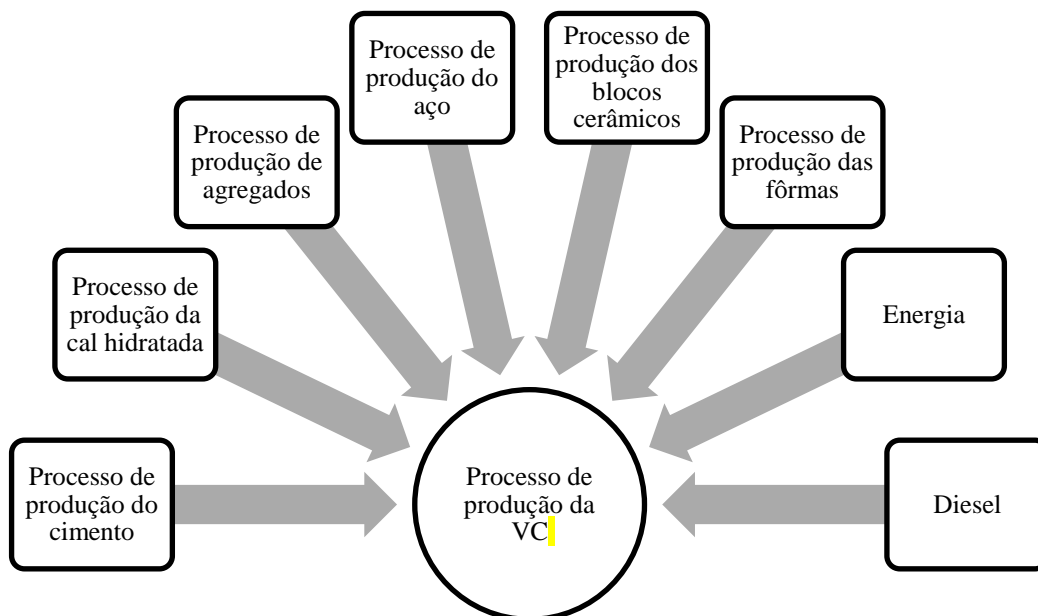 Processo de
produção do
aço
Processo de
produção dos
blocos
cerâmicos
Processo de
produção de
agregados
Processo de
produção das
fôrmas
Processo de
produção da
cal hidratada
Energia
Processo de
produção do
cimento
Processo de
produção da
VC
Diesel